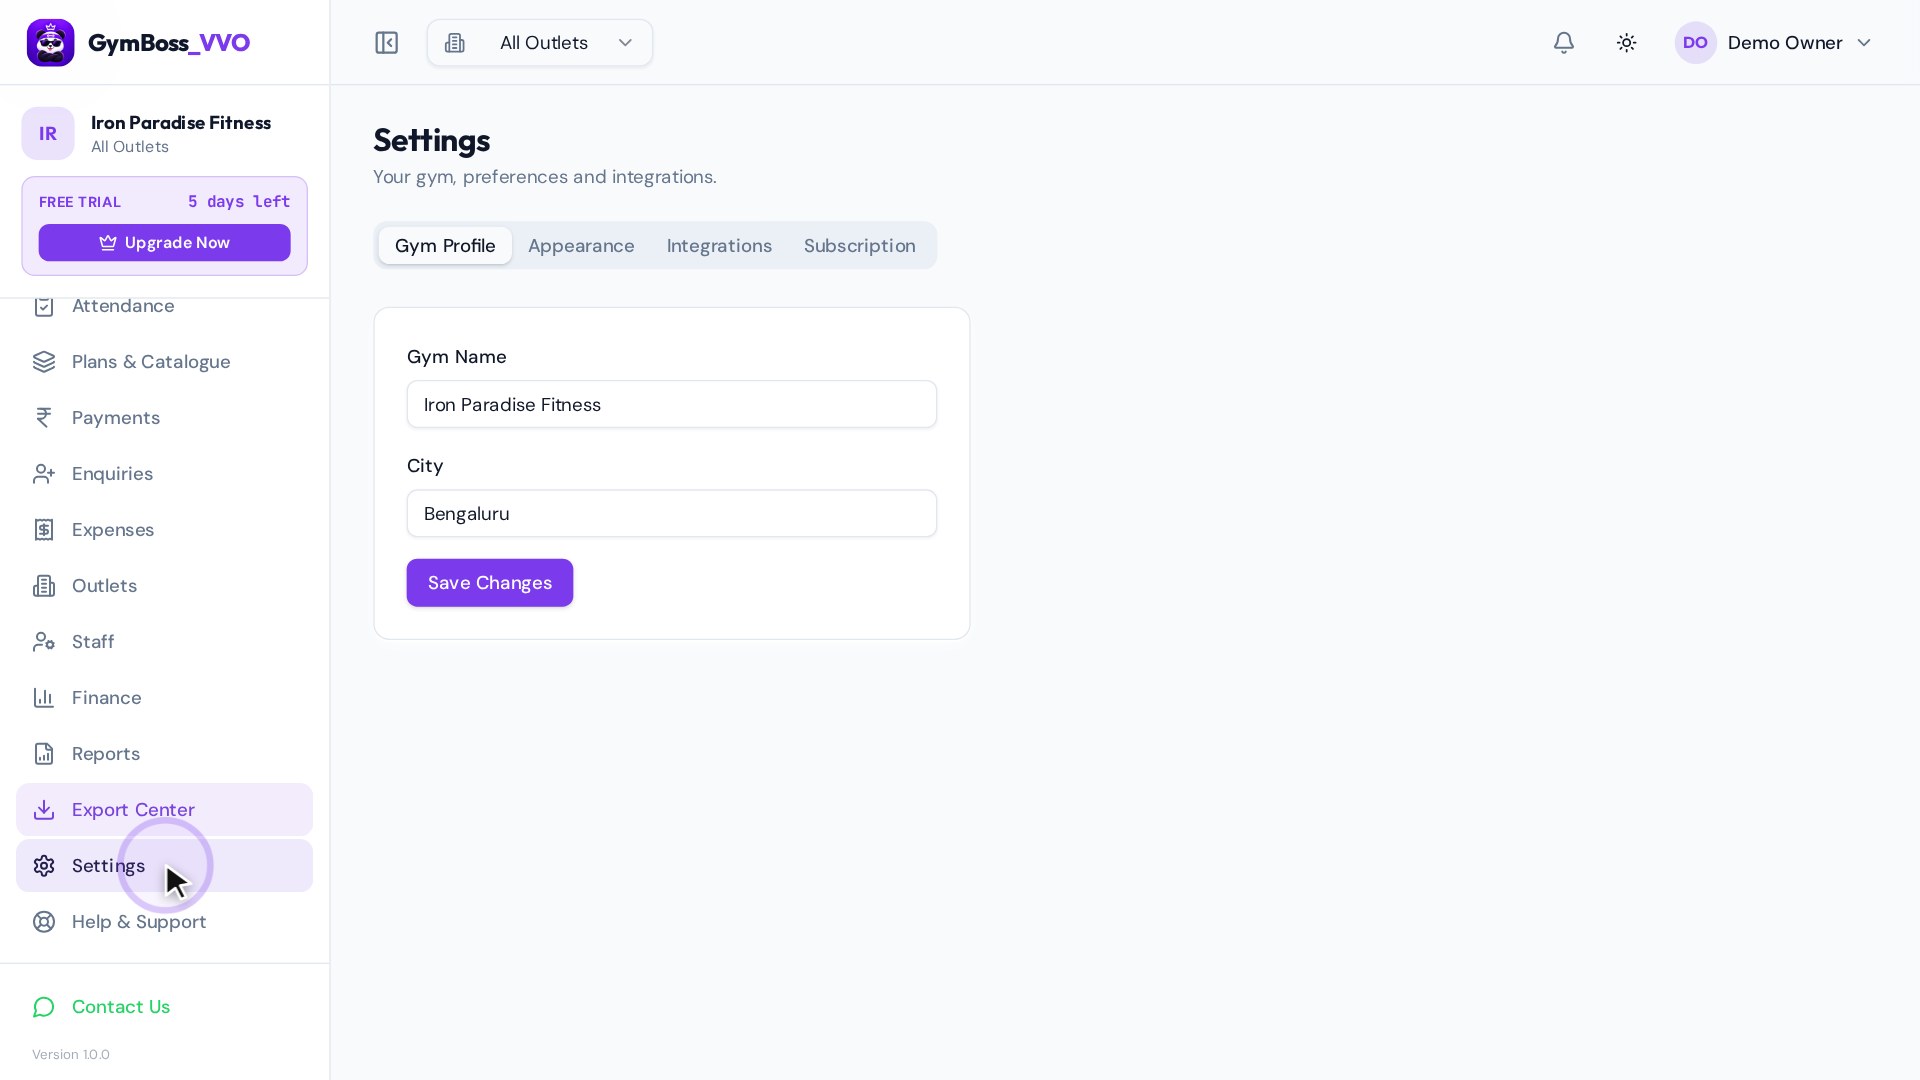 GymBoss_VVO
All Outlets
DO
Demo Owner
IR
Iron Paradise Fitness
All Outlets
FREE TRIAL
5 days left
Upgrade Now
Attendance
Plans & Catalogue
Payments
Enquiries
Expenses
Outlets
Staff
Finance
Reports
Export Center
Settings
Help & Support
Contact Us
Version 1.0.0
Settings
Your gym, preferences and integrations.
Gym Profile
Appearance
Integrations
Subscription
Gym Name
Iron Paradise Fitness
City
Bengaluru
Save Changes